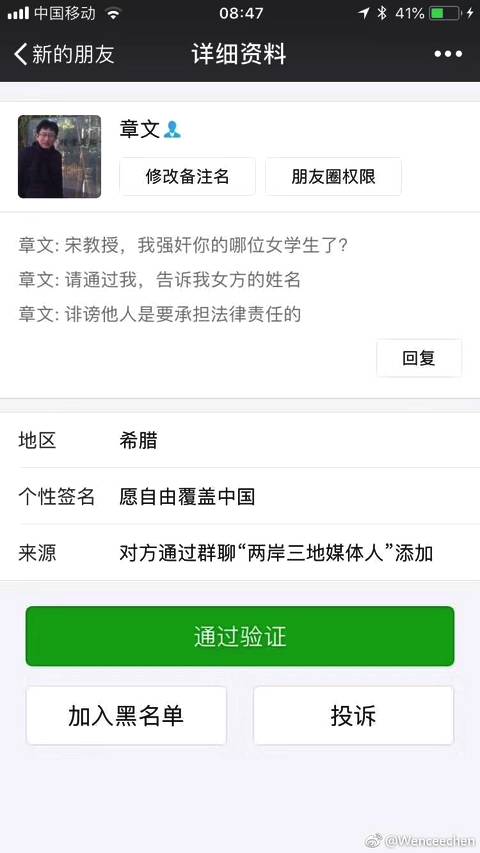 中国移动 08:47 41%
新的朋友 详细资料
章文
修改备注名 朋友圈权限
章文: 宋教授，我强奸你的哪位女学生了？
章文: 请通过我，告诉我女方的姓名
章文: 诽谤他人是要承担法律责任的
回复
地区 希腊
个性签名 愿自由覆盖中国
来源 对方通过群聊“两岸三地媒体人”添加
通过验证
加入黑名单 投诉
@Wenceechen